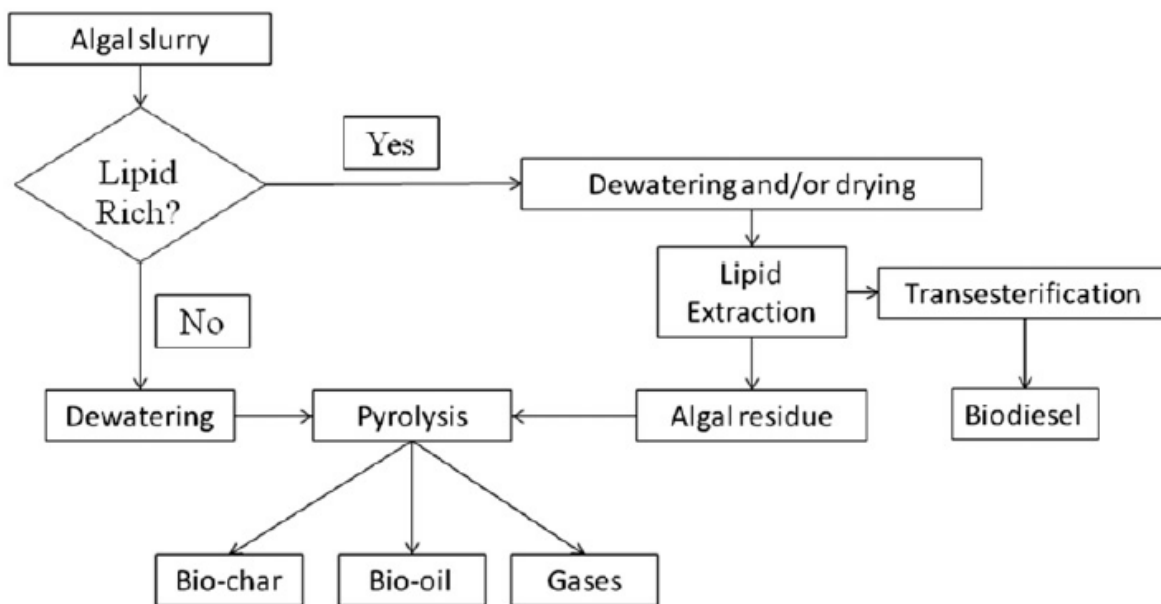 Algal slurry
Yes
Lipid
Rich?
Dewatering and/or drying
Lipid
Extraction
Transesterification
No
Dewatering
Pyrolysis
Algal residue
Biodiesel
Bio-char
Bio-oil
Gases